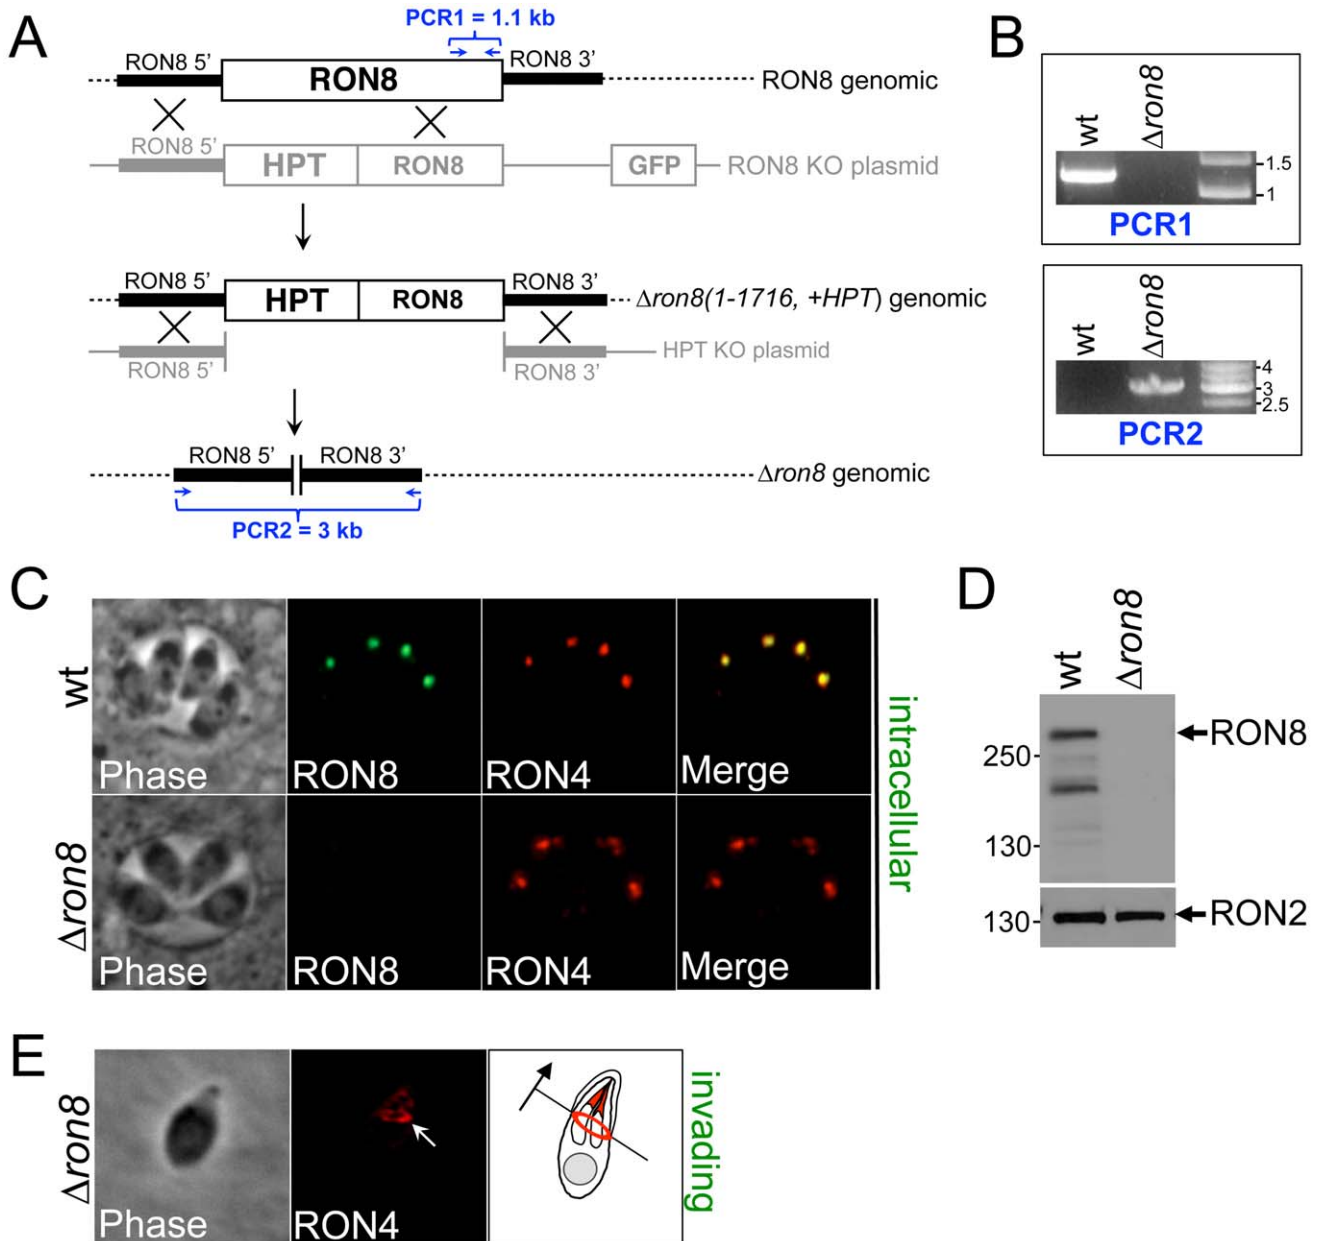 A
PCR1 = 1.1 kb
RON8 5’
RON8
RON8 3’
RON8 genomic
RON8 5’
HPT
RON8
GFP
RON8 KO plasmid
RON8 5’
HPT
RON8
RON8 3’
Δron8(1-1716, +HPT) genomic
RON8 5’
RON8 3’
HPT KO plasmid
RON8 5’
RON8 3’
Δron8 genomic
PCR2 = 3 kb
B
wt
Δron8
-1.5
-1
PCR1
wt
Δron8
-4
-3
-2.5
PCR2
C
wt
Phase
RON8
RON4
Merge
Δron8
Phase
RON8
RON4
Merge
intracellular
D
wt
Δron8
RON8
250-
130-
130-
RON2
E
Δron8
Phase
RON4
invading